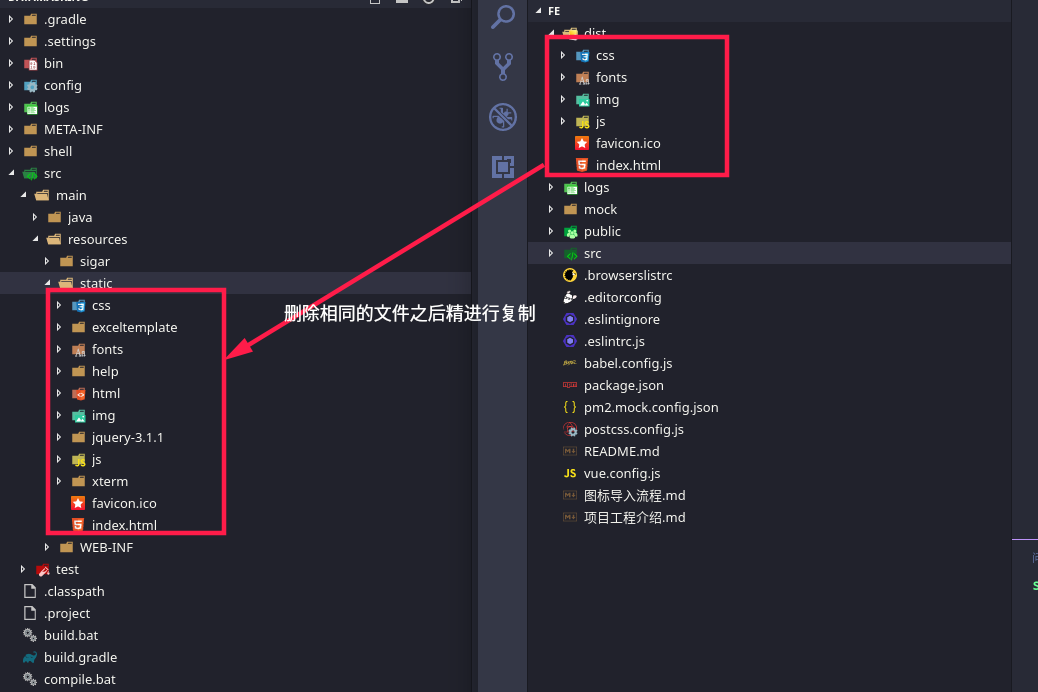 .gradle
.settings
bin
config
logs
META-INF
shell
src
main
java
resources
sigar
static
css
exceltemplate
fonts
help
html
img
jquery-3.1.1
js
xterm
favicon.ico
index.html
WEB-INF
test
.classpath
.project
build.bat
build.gradle
compile.bat
删除相同的文件之后精进行复制
FE
dist
css
fonts
img
js
favicon.ico
index.html
logs
mock
public
src
.browserslistrc
.editorconfig
.eslintignore
.eslintrc.js
babel.config.js
package.json
pm2.mock.config.json
postcss.config.js
README.md
vue.config.js
图标导入流程.md
项目工程介绍.md